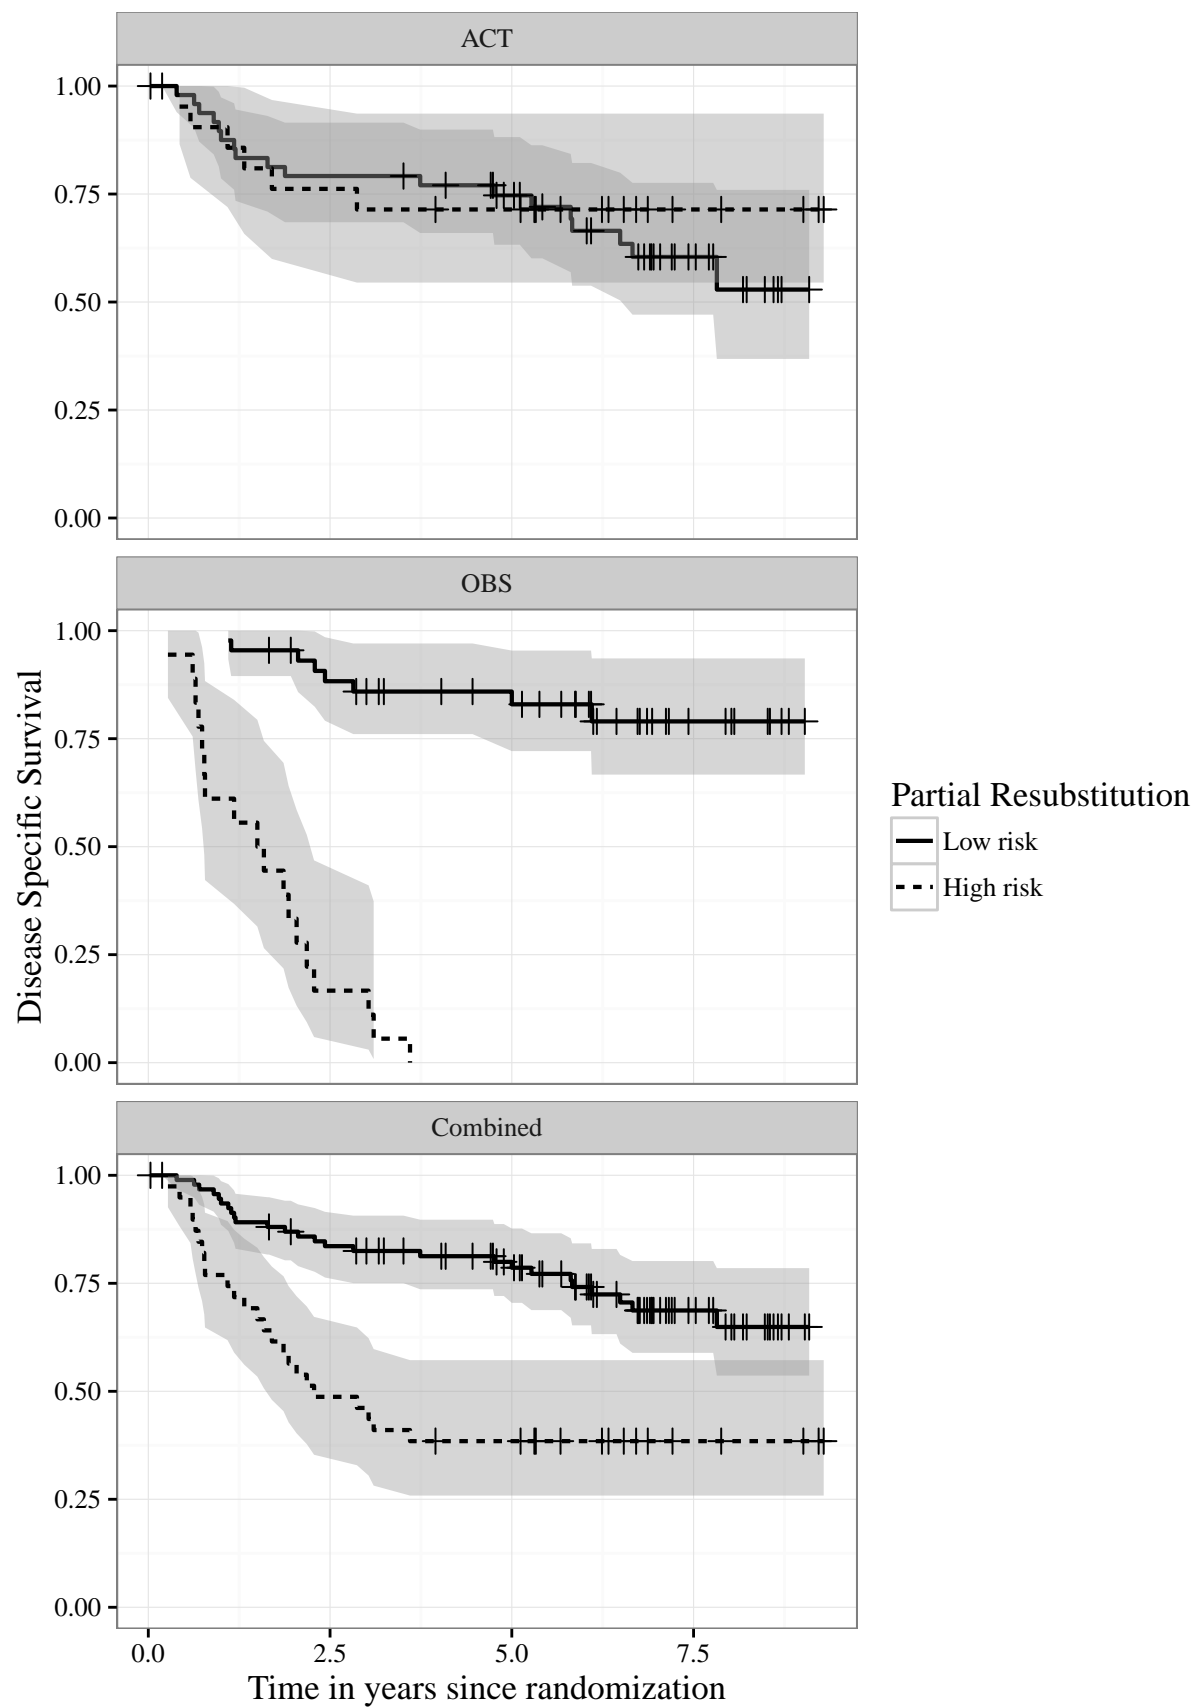 ACT
1.00
0.75
0.50
0.25
0.00
OBS
1.00
0.75
0.50
0.25
0.00
Disease Specific Survival
Partial Resubstitution
Low risk
High risk
Combined
1.00
0.75
0.50
0.25
0.00
0.0 2.5 5.0 7.5
Time in years since randomization